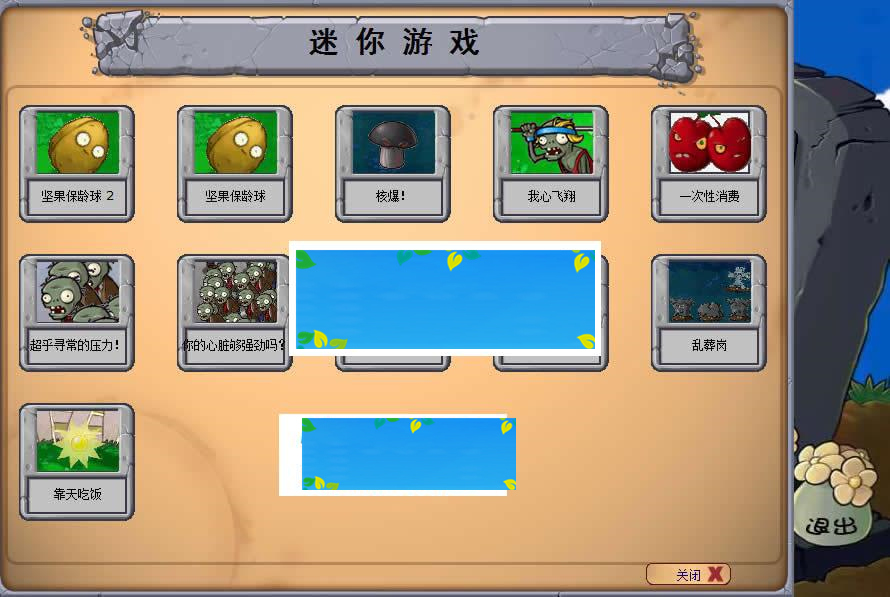 迷你游戏
坚果保龄球 2
坚果保龄球
核爆!
我心飞翔
一次性消费
超乎寻常的压力!
你的心脏够强劲吗?
乱葬岗
靠天吃饭
退出
关闭